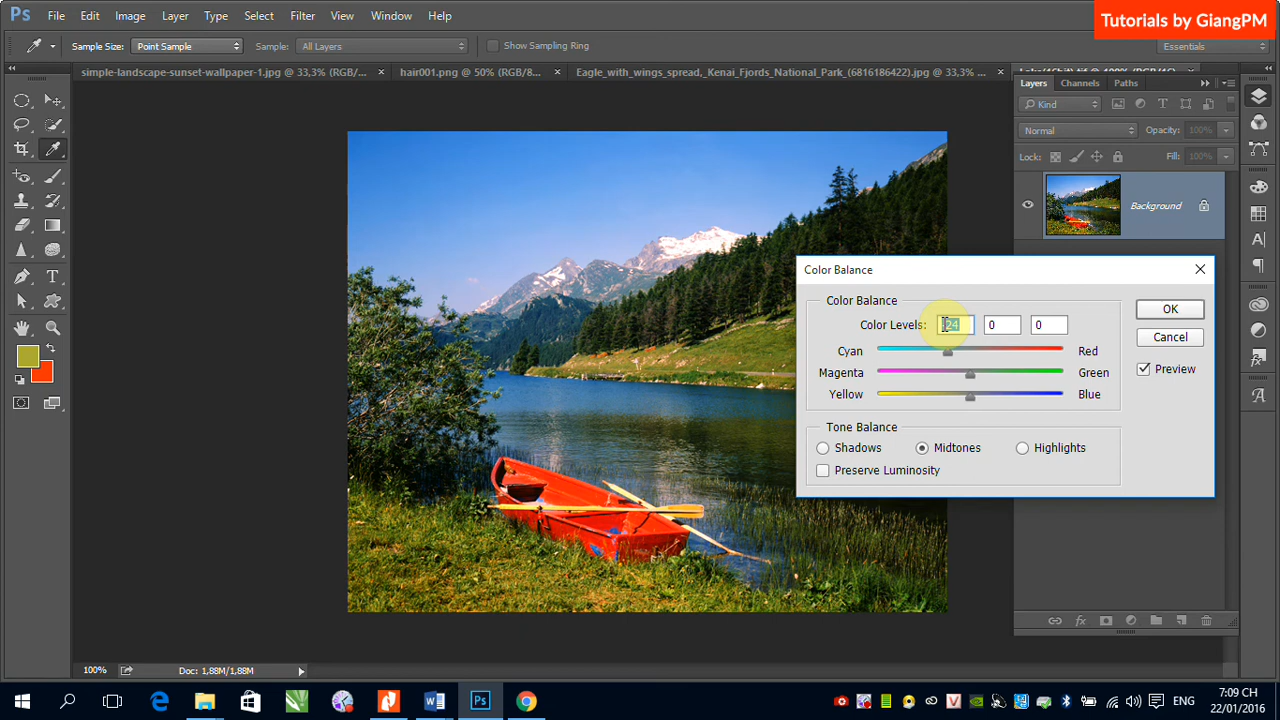 Ps File Edit Image Layer Type Select Filter View Window Help
Tutorials by GiangPM
Sample Size: Point Sample Sample: All Layers Show Sampling Ring
Essentials
simple-landscape-sunset-wallpaper-1.jpg @ 33,3% (RGB/... × hair001.png @ 50% (RGB/8... × Eagle_with_wings_spread,_Kenai_Fjords_National_Park_(6816186422).jpg @ 33,3% ... ×
Layers Channels Paths
Kind
Normal Opacity: 100%
Lock: Fill: 100%
Background
Color Balance
Color Balance
Color Levels: -24 0 0
Cyan Red
Magenta Green
Yellow Blue
OK
Cancel
Preview
Tone Balance
Shadows Midtones Highlights
Preserve Luminosity
100% Doc: 1,88M/1,88M
ENG
7:09 CH
22/01/2016